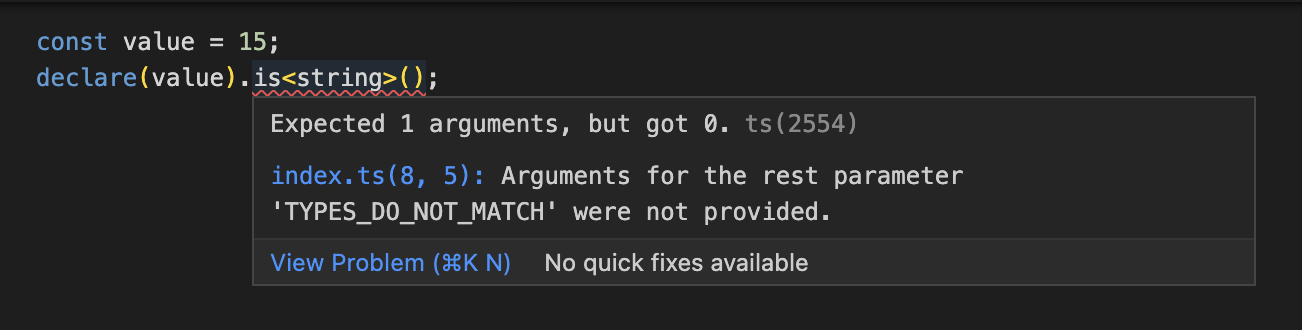 const value = 15;
declare(value).is<string>();
Expected 1 arguments, but got 0. ts(2554)
index.ts(8, 5): Arguments for the rest parameter
'TYPES_DO_NOT_MATCH' were not provided.
View Problem (⌘K N) No quick fixes available